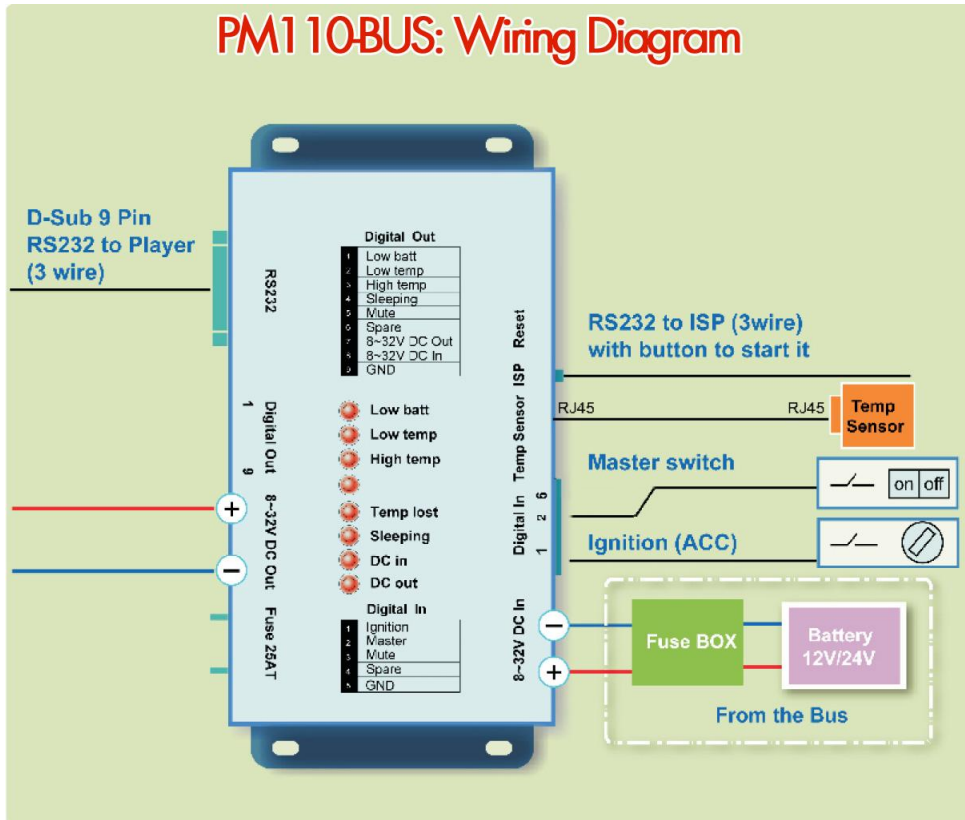 PM110-BUS: Wiring Diagram
D-Sub 9 Pin
RS232 to Player
(3 wire)
RS232
Digital Out
1 Low batt
2 Low temp
3 High temp
4 Sleeping
5 Mute
6 Spare
7 8~32V DC Out
8 8~32V DC In
9 GND
Reset
ISP
RS232 to ISP (3wire)
with button to start it
Temp Sensor
RJ45
RJ45
Temp
Sensor
1 Digital Out 9
Low batt
Low temp
High temp
Temp lost
Sleeping
DC in
DC out
Digital In
1 2 6
Master switch
on off
Ignition (ACC)
+
8~32V DC Out
−
Fuse 25AT
Digital In
1 Ignition
2 Master
3 Mute
4 Spare
GND
8~32V DC In
−
+
Fuse BOX
Battery
12V/24V
From the Bus